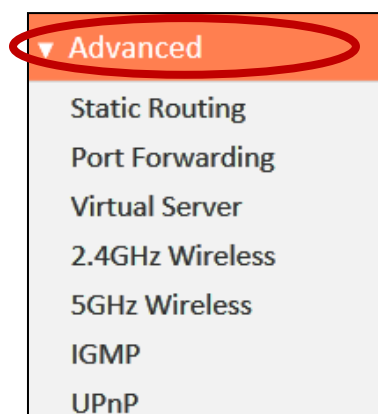 Advanced
Static Routing
Port Forwarding
Virtual Server
2.4GHz Wireless
5GHz Wireless
IGMP
UPnP